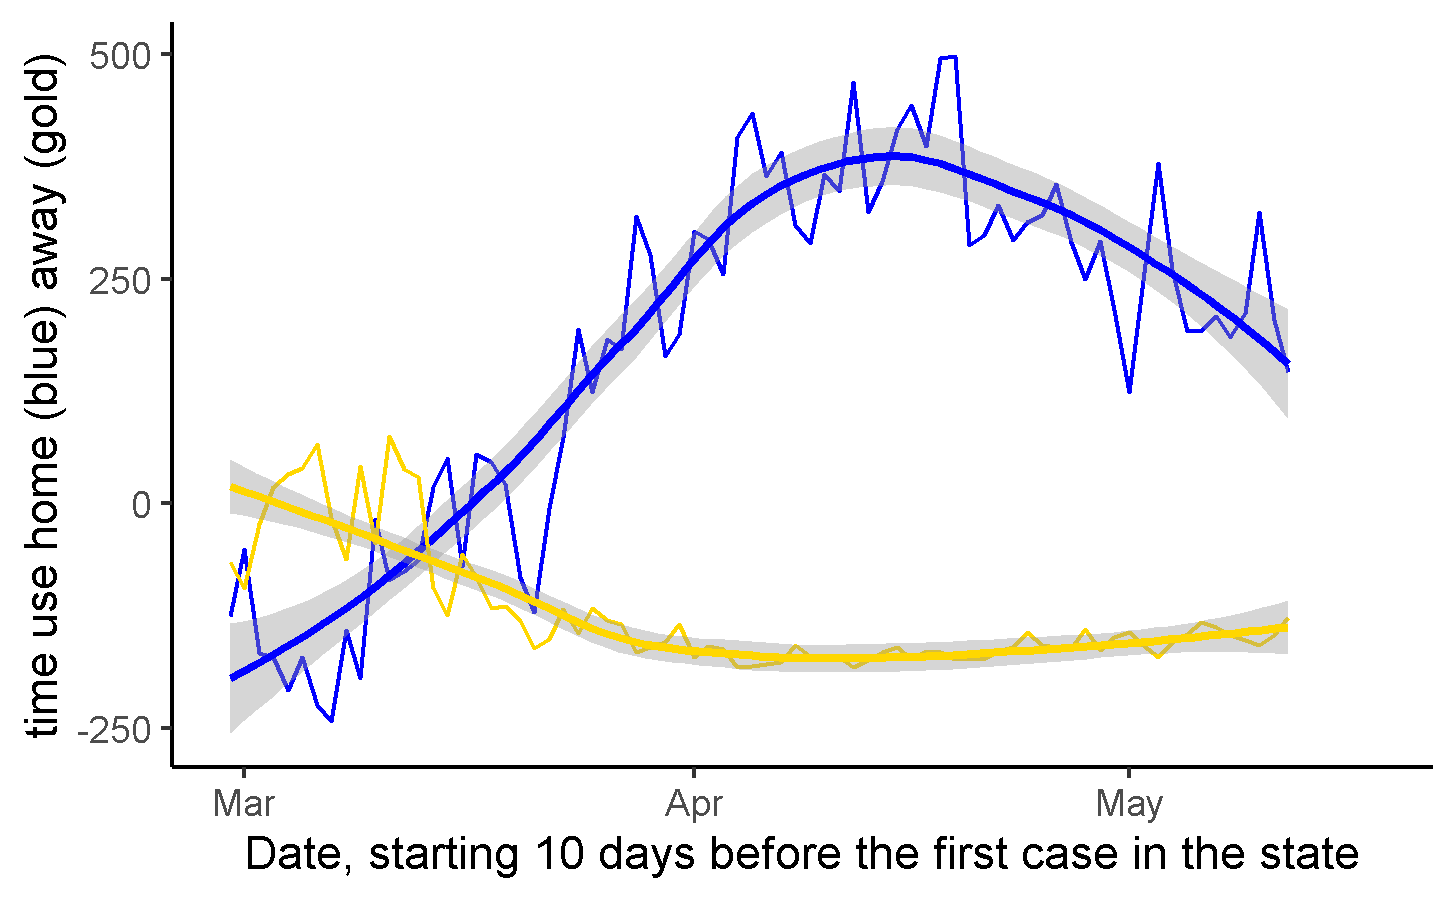 time use home (blue) away (gold)
500
250
0
-250
Mar Apr May
Date, starting 10 days before the first case in the state